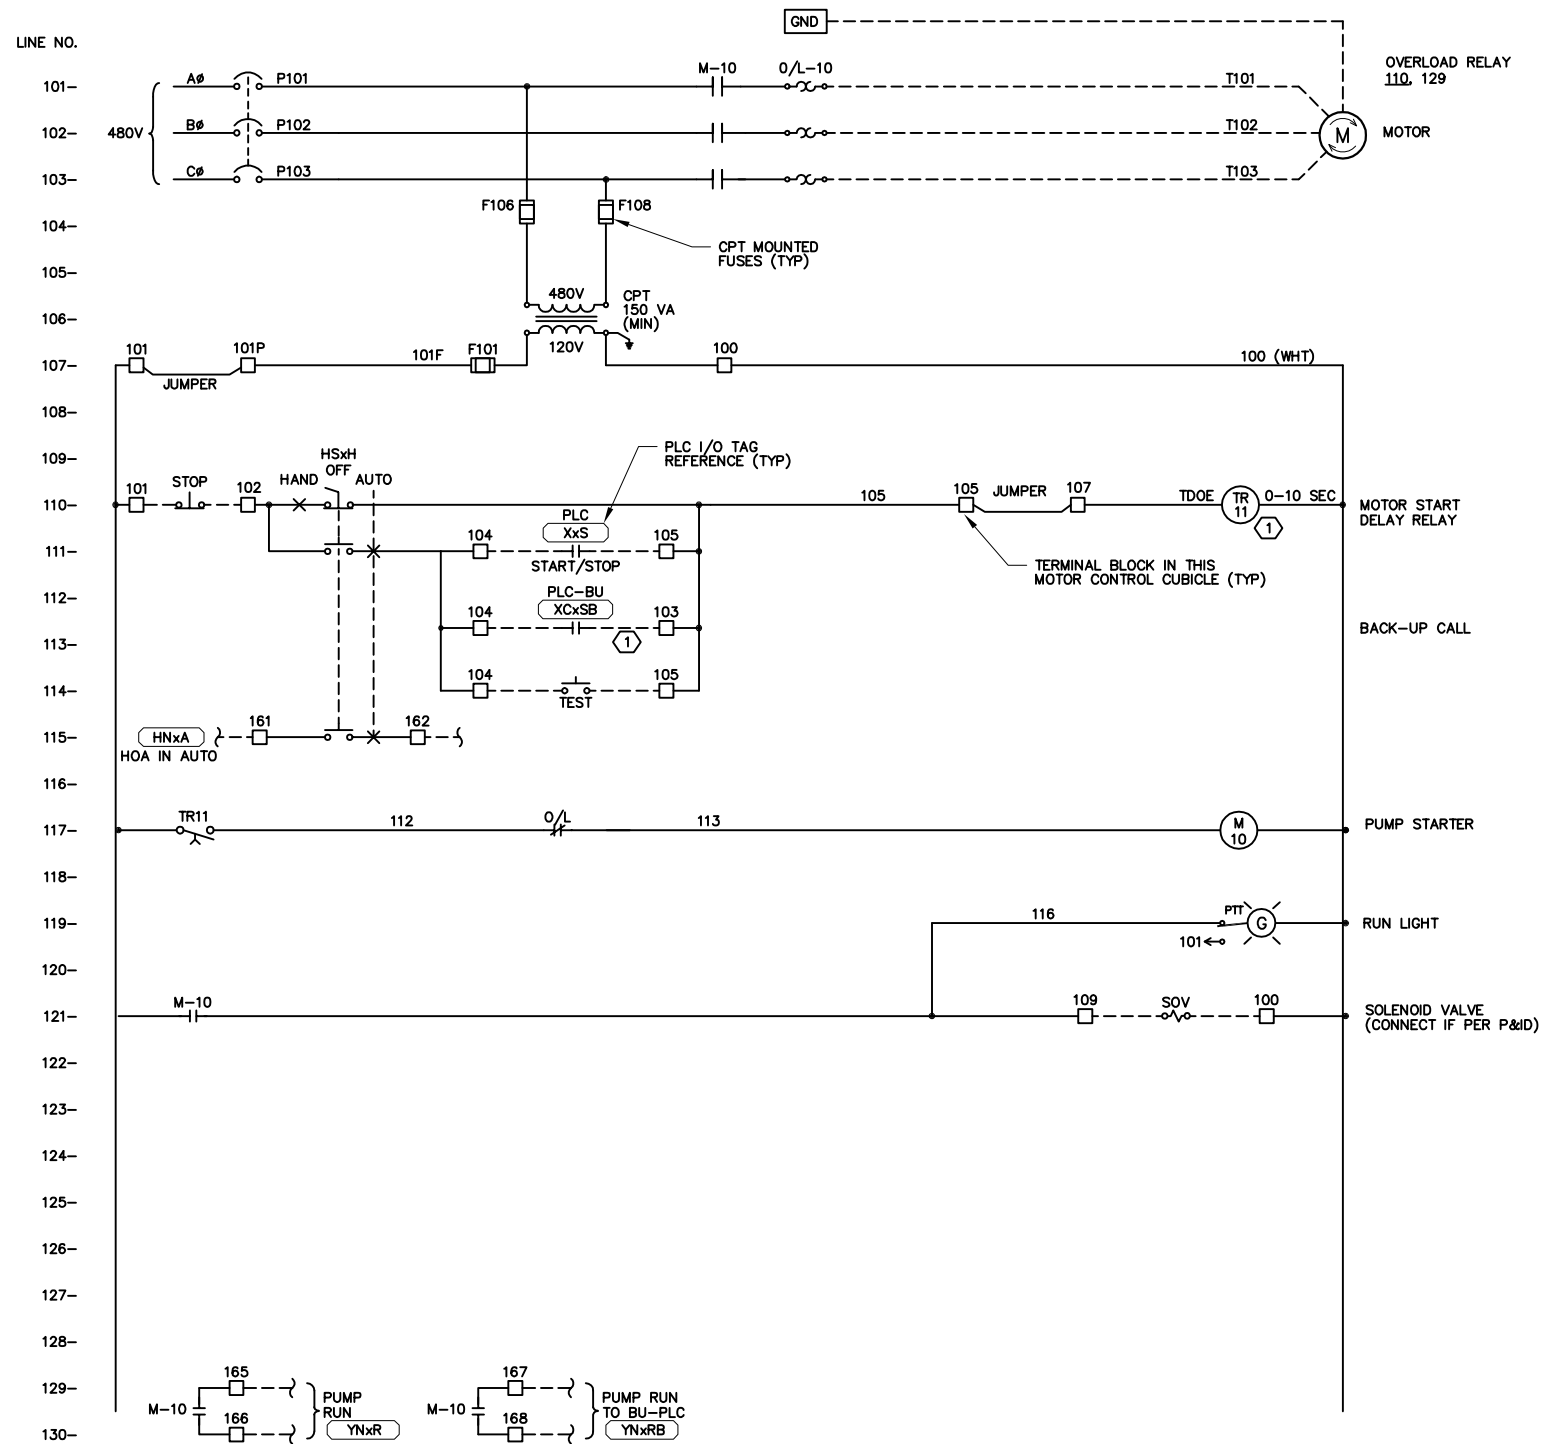 GND
LINE NO.
OVERLOAD RELAY
110, 129
101–
AØ
P101
M–10
O/L–10
T101
102–
480V
BØ
P102
T102
M
MOTOR
103–
CØ
P103
T103
104–
F106
F108
CPT MOUNTED
FUSES (TYP)
105–
106–
480V
CPT
150 VA
(MIN)
120V
107–
101
101P
101F
F101
100
100 (WHT)
JUMPER
108–
109–
HSxH
OFF
HAND
AUTO
PLC I/O TAG
REFERENCE (TYP)
110–
101
STOP
102
105
105
JUMPER
107
TDOE
TR
11
0–10 SEC
1
MOTOR START
DELAY RELAY
111–
104
PLC
XxS
105
START/STOP
TERMINAL BLOCK IN THIS
MOTOR CONTROL CUBICLE (TYP)
112–
PLC–BU
104
XCxSB
103
1
BACK–UP CALL
113–
114–
104
105
TEST
115–
HNxA
161
162
HOA IN AUTO
116–
117–
TR11
112
O/L
113
M
10
PUMP STARTER
118–
119–
116
PTT
G
RUN LIGHT
101
120–
121–
M–10
109
SOV
100
SOLENOID VALVE
(CONNECT IF PER P&ID)
122–
123–
124–
125–
126–
127–
128–
129–
165
167
M–10
PUMP
RUN
M–10
PUMP RUN
TO BU–PLC
130–
166
YNxR
168
YNxRB